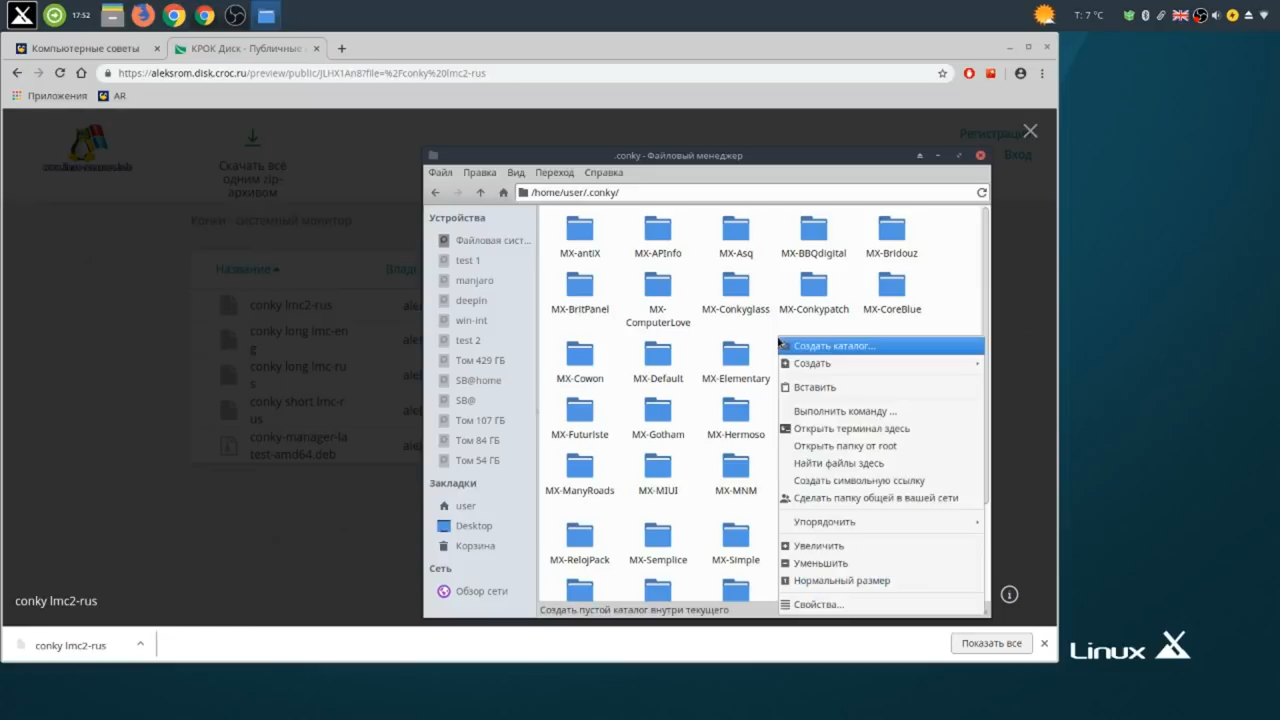 17:52
T: 7 °C
Компьютерные советы
КРОК Диск - Публичные
https://aleksrom.disk.croc.ru/preview/public/JLHX1An8?file=%2Fconky%20lmc2-rus
Приложения
AR
Регистраци
Вход
Скачать всё
одним zip-
архивом
Конки - системный монитор
Название
Влад
conky lmc2-rus
conky long lmc-en
g
conky long lmc-ru
s
conky short lmc-r
us
conky-manager-la
test-amd64.deb
.conky - Файловый менеджер
Файл Правка Вид Переход Справка
/home/user/.conky/
Устройства
Файловая сист...
test 1
manjaro
deepin
win-int
test 2
Том 429 ГБ
SB@home
SB@
Том 107 ГБ
Том 84 ГБ
Том 54 ГБ
Закладки
user
Desktop
Корзина
Сеть
Обзор сети
MX-antiX MX-APInfo MX-Asq MX-BBQdigital MX-Bridouz
MX-BritPanel MX-ComputerLove MX-Conkyglass MX-Conkypatch MX-CoreBlue
MX-Cowon MX-Default MX-Elementary
MX-Futuriste MX-Gotham MX-Hermoso
MX-ManyRoads MX-MIUI MX-MNM
MX-RelojPack MX-Semplice MX-Simple
Создать каталог...
Создать
Вставить
Выполнить команду ...
Открыть терминал здесь
Открыть папку от root
Найти файлы здесь
Создать символьную ссылку
Сделать папку общей в вашей сети
Упорядочить
Увеличить
Уменьшить
Нормальный размер
Свойства...
Создать пустой каталог внутри текущего
conky lmc2-rus
conky lmc2-rus
Показать все
Linux